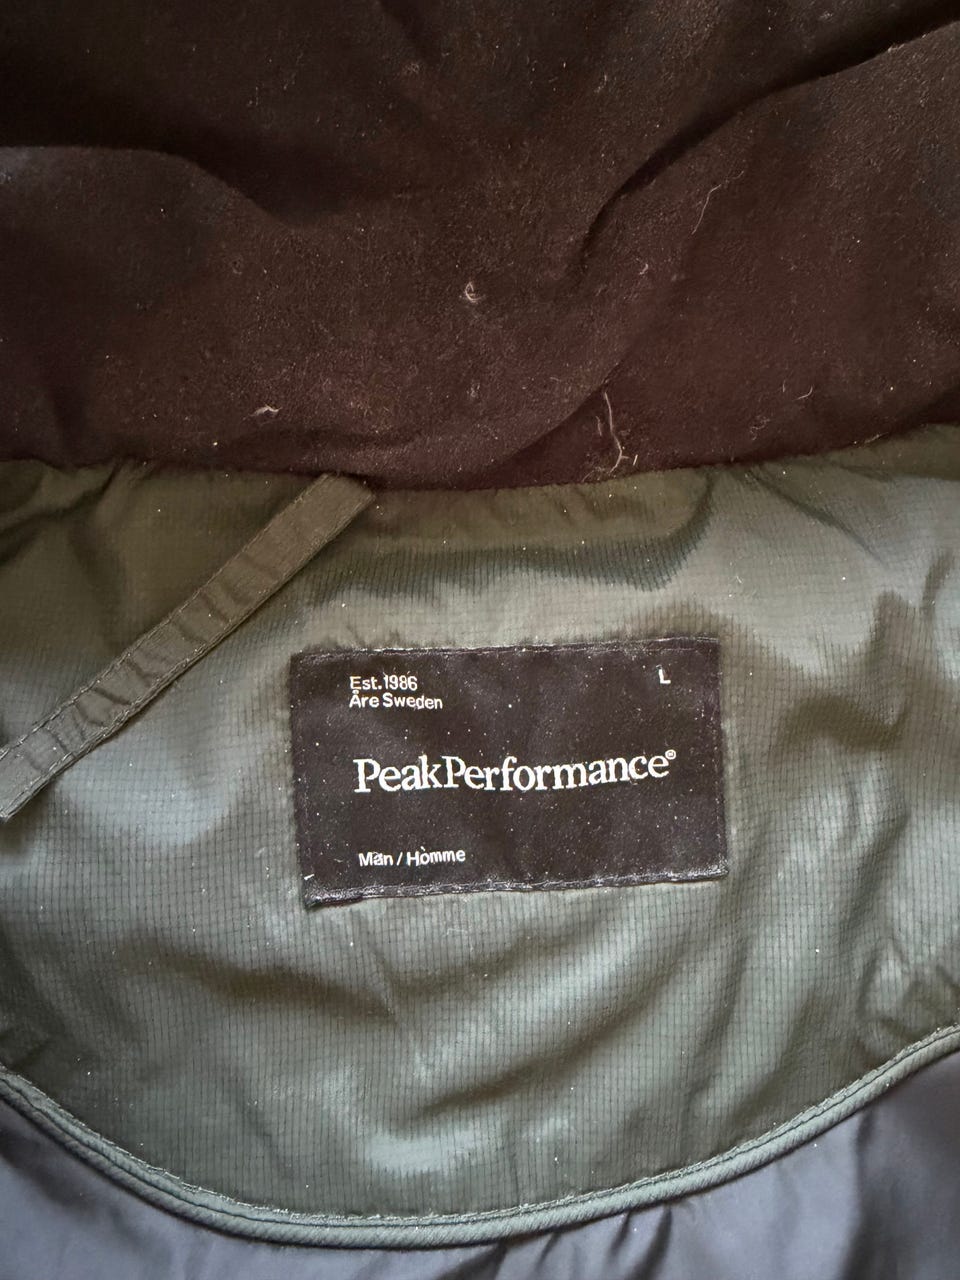 Est.1986
L
Åre Sweden
PeakPerformance®
Män / Homme